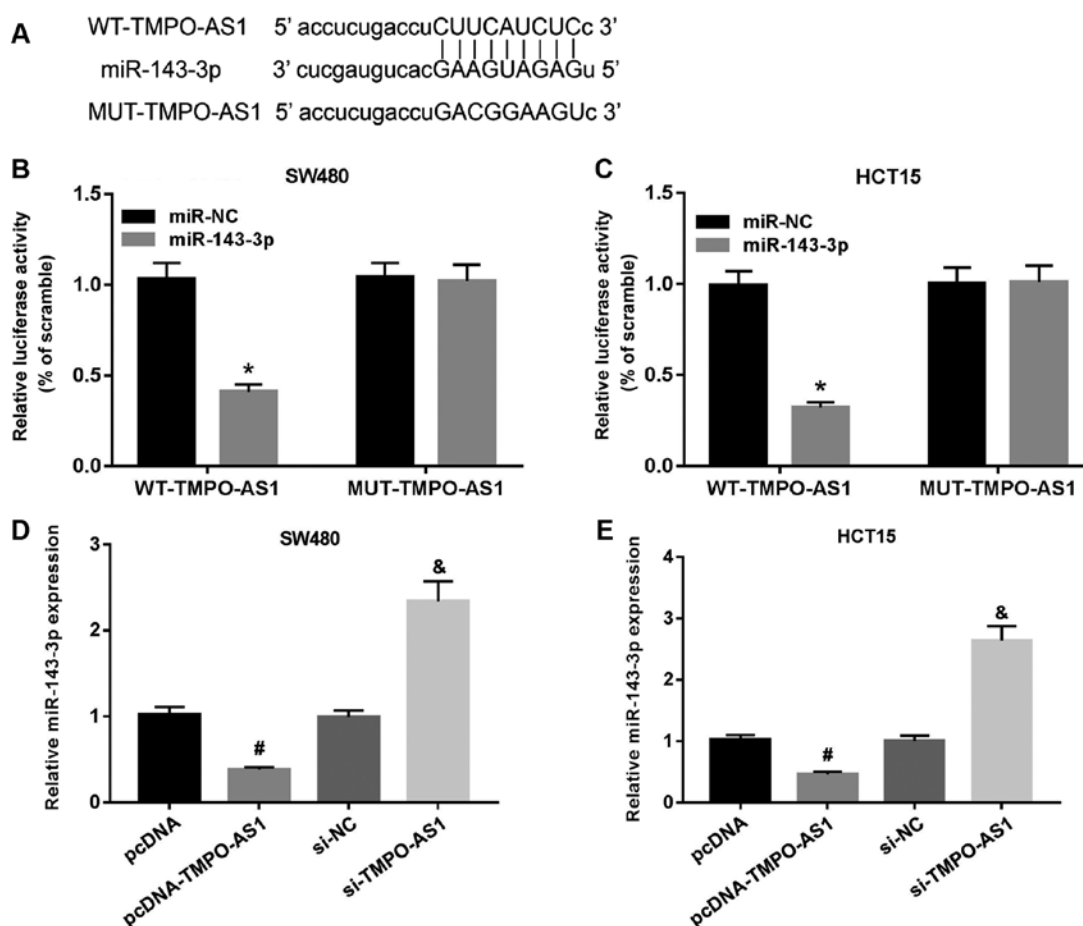 A
WT-TMPO-AS1 5' accucugaccuCUUCAUCUCc 3'
miR-143-3p 3' cucgaugucacGAAGUAGAGu 5'
MUT-TMPO-AS1 5' accucugaccuGACGGAAGUc 3'
B
SW480
Relative luciferase activity
(% of scramble)
1.5
1.0
0.5
0.0
miR-NC
miR-143-3p
*
WT-TMPO-AS1
MUT-TMPO-AS1
C
HCT15
Relative luciferase activity
(% of scramble)
1.5
1.0
0.5
0.0
miR-NC
miR-143-3p
*
WT-TMPO-AS1
MUT-TMPO-AS1
D
SW480
Relative miR-143-3p expression
3
2
1
0
#
&
pcDNA
pcDNA-TMPO-AS1
si-NC
si-TMPO-AS1
E
HCT15
Relative miR-143-3p expression
4
3
2
1
0
#
&
pcDNA
pcDNA-TMPO-AS1
si-NC
si-TMPO-AS1